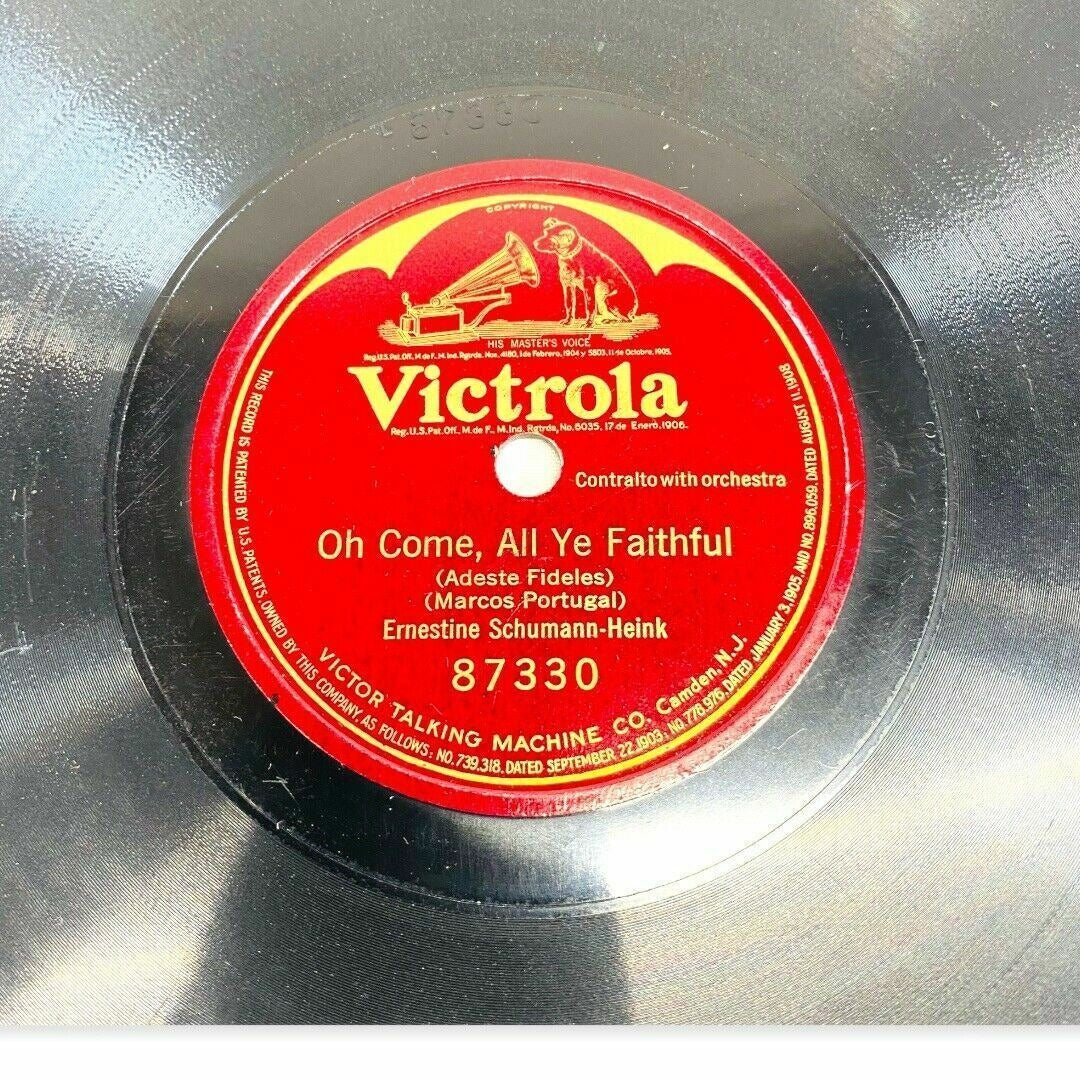 87330
COPYRIGHT
HIS MASTER'S VOICE
Reg.U.S.Pat.Off. M.de F., M.Ind. Rgtrds. Nos. 4180, 1 de Febrero, 1904 y 5803, 11 de Octobre, 1905.
Victrola
Reg.U.S.Pat.Off. M.de F., M.Ind. Rgtrds, No.6035, 17 de Enero, 1906.
Contralto with orchestra
Oh Come, All Ye Faithful
(Adeste Fideles)
(Marcos Portugal)
Ernestine Schumann-Heink
87330
VICTOR TALKING MACHINE CO. Camden, N.J.
THIS RECORD IS PATENTED BY U.S. PATENTS, OWNED BY THIS COMPANY, AS FOLLOWS: NO. 739,318, DATED SEPTEMBER 22, 1903; NO. 778,976, DATED JANUARY 3, 1905 AND NO. 896,059, DATED AUGUST 11, 1908